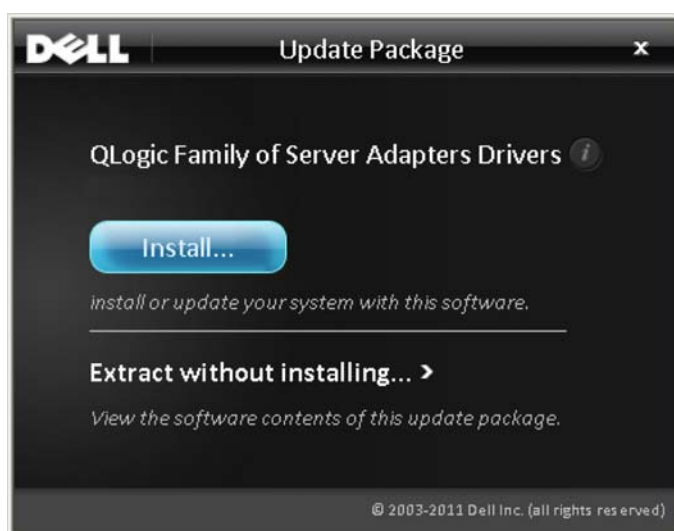 DELL
Update Package
x
QLogic Family of Server Adapters Drivers i
Install...
install or update your system with this software.
Extract without installing... >
View the software contents of this update package.
© 2003-2011 Dell Inc. (all rights reserved)